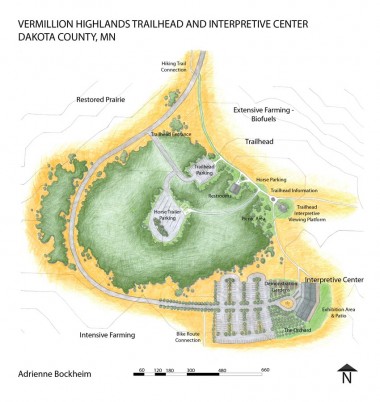 VERMILLION HIGHLANDS TRAILHEAD AND INTERPRETIVE CENTER
DAKOTA COUNTY, MN
Hiking Trail
Connection
Restored Prairie
Extensive Farming -
Biofuels
Trailhead Entrance
Trailhead
Trailhead
Parking
Horse Parking
Trailhead Information
Restrooms
Trailhead
Interpretive
Viewing Platform
Horse Trailer
Parking
Picnic Area
Interpretive Center
Demonstration
Farming
Exhibition Area
& Patio
The Orchard
Intensive Farming
Bike Route
Connection
Adrienne Bockheim
60 120 180 300 480 660
N